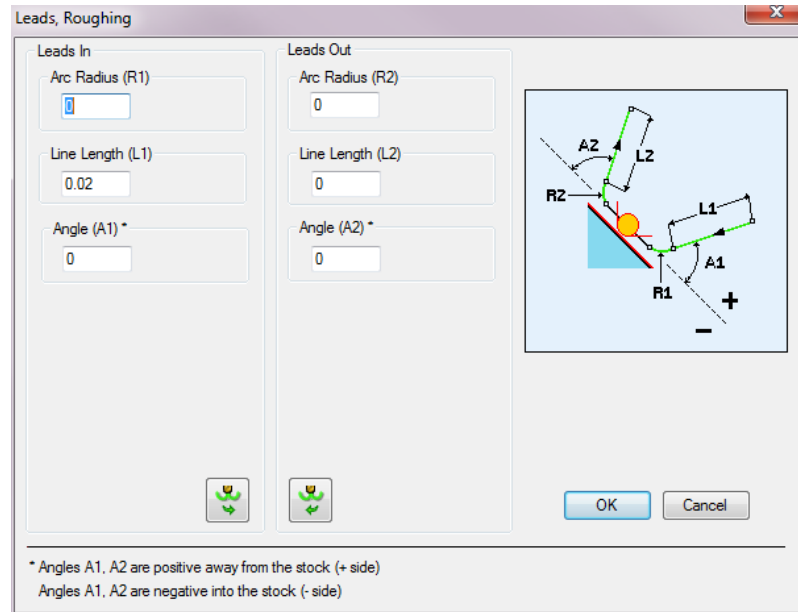 Leads, Roughing
x
Leads In
Arc Radius (R1)
0
Line Length (L1)
0.02
Angle (A1) *
0
Leads Out
Arc Radius (R2)
0
Line Length (L2)
0
Angle (A2) *
0
A2
L2
R2
L1
A1
R1
+
−
OK
Cancel
* Angles A1, A2 are positive away from the stock (+ side)
Angles A1, A2 are negative into the stock (- side)